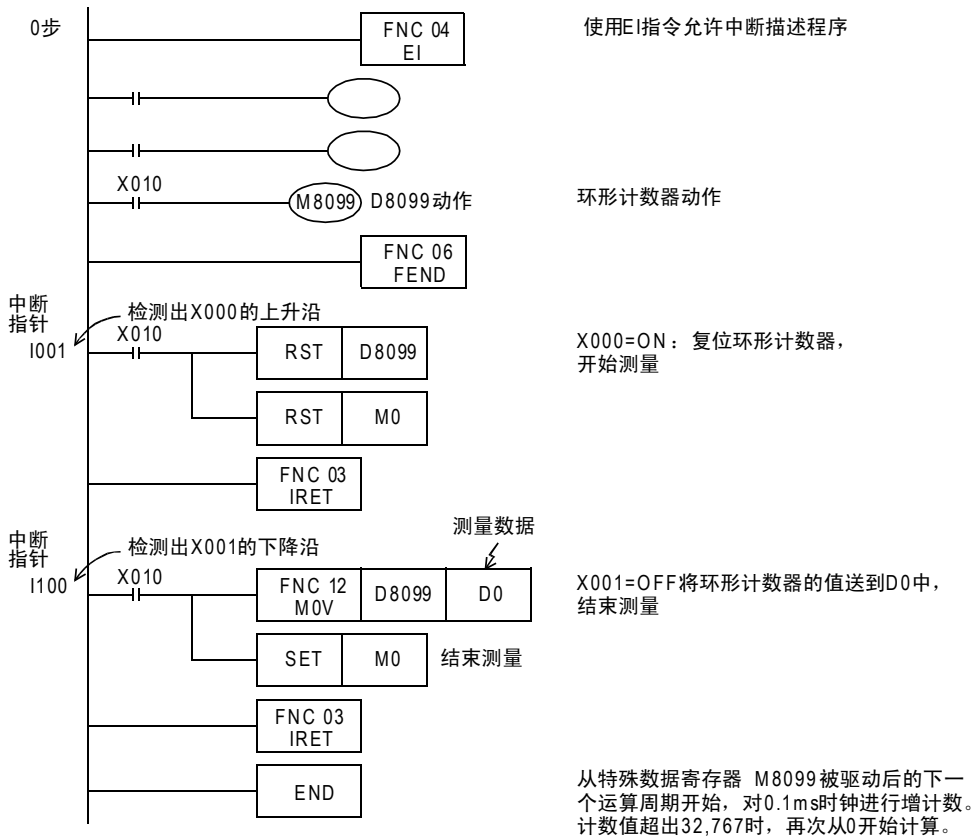 0步
FNC 04
EI
使用EI指令允许中断描述程序
X010
M8099
D8099动作
环形计数器动作
FNC 06
FEND
中断
指针
I001
检测出X000的上升沿
X010
RST D8099
X000=ON：复位环形计数器，
开始测量
RST M0
FNC 03
IRET
测量数据
中断
指针
I100
检测出X001的下降沿
X010
FNC 12
MOV
D8099
D0
X001=OFF将环形计数器的值送到D0中，
结束测量
SET M0
结束测量
FNC 03
IRET
END
从特殊数据寄存器 M8099被驱动后的下一
个运算周期开始，对0.1ms时钟进行增计数。
计数值超出32,767时，再次从0开始计算。